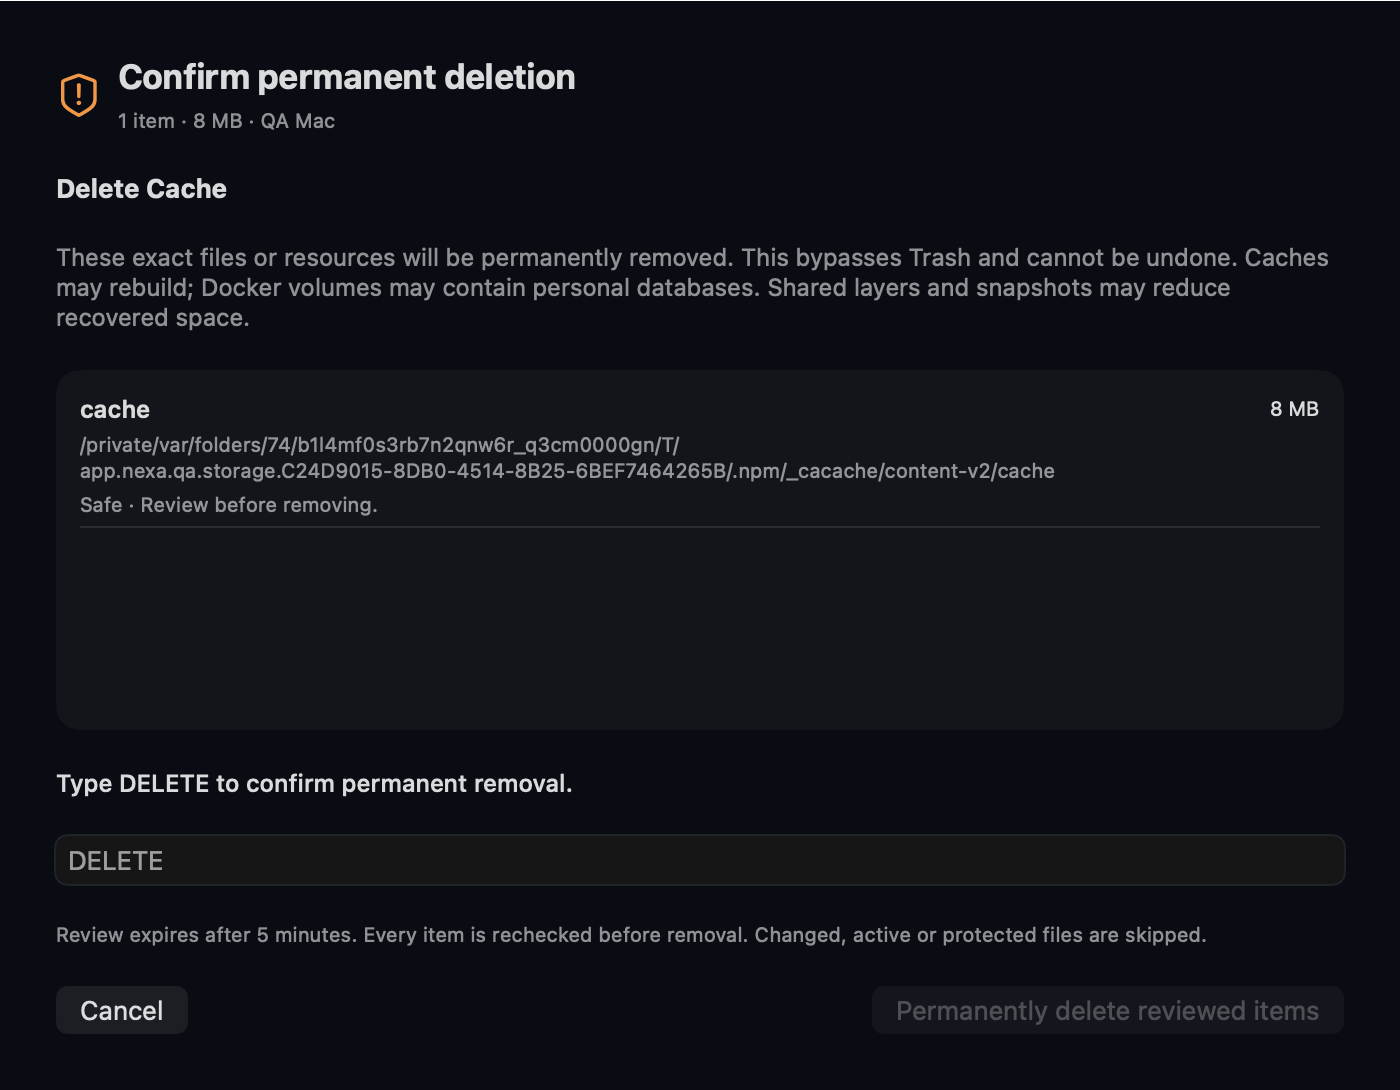 Confirm permanent deletion
1 item · 8 MB · QA Mac
Delete Cache
These exact files or resources will be permanently removed. This bypasses Trash and cannot be undone. Caches
may rebuild; Docker volumes may contain personal databases. Shared layers and snapshots may reduce
recovered space.
cache
8 MB
/private/var/folders/74/b1l4mf0s3rb7n2qnw6r_q3cm0000gn/T/
app.nexa.qa.storage.C24D9015-8DB0-4514-8B25-6BEF7464265B/.npm/_cacache/content-v2/cache
Safe · Review before removing.
Type DELETE to confirm permanent removal.
DELETE
Review expires after 5 minutes. Every item is rechecked before removal. Changed, active or protected files are skipped.
Cancel
Permanently delete reviewed items